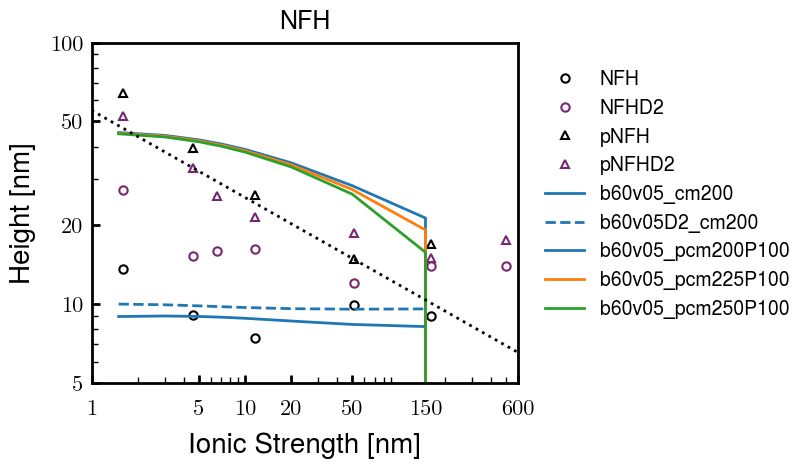 NFH
100
50
20
10
5
Height [nm]
1
5
10
20
50
150
600
Ionic Strength [nm]
NFH
NFHD2
pNFH
pNFHD2
b60v05_cm200
b60v05D2_cm200
b60v05_pcm200P100
b60v05_pcm225P100
b60v05_pcm250P100